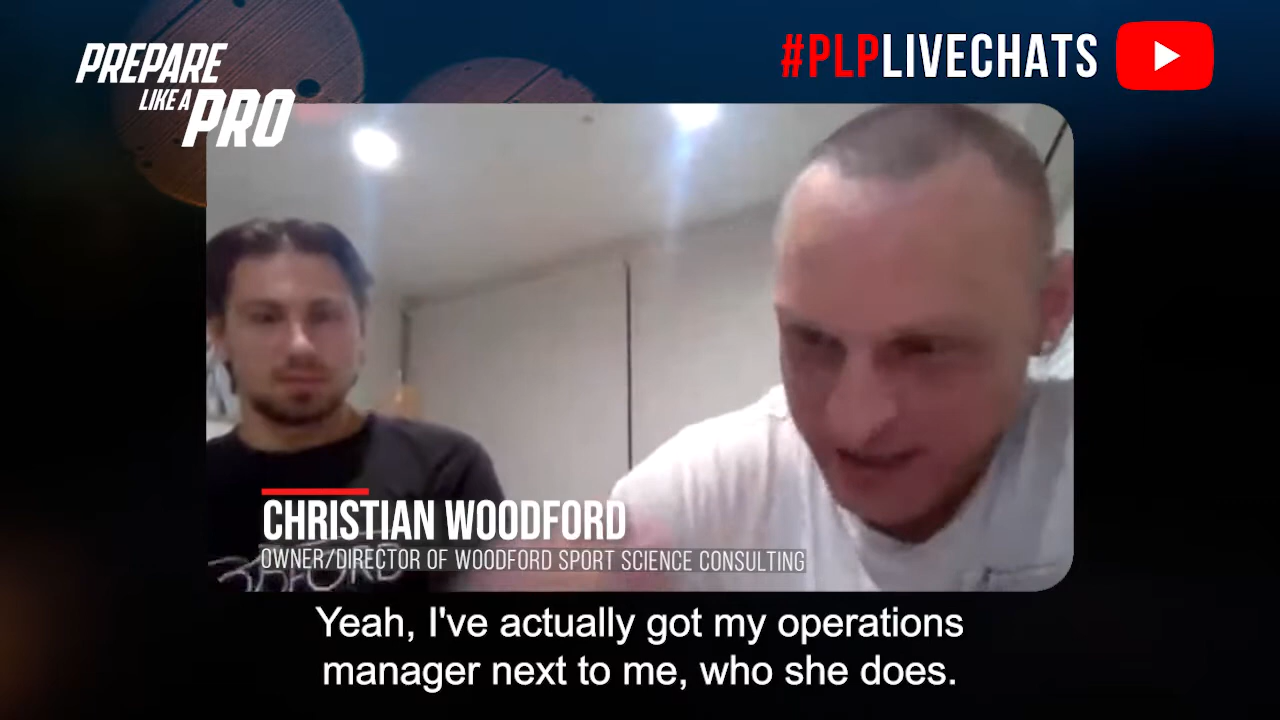 PREPARE
LIKE A
PRO
#PLPLIVECHATS
CHRISTIAN WOODFORD
OWNER/DIRECTOR OF WOODFORD SPORT SCIENCE CONSULTING
Yeah, I've actually got my operations
manager next to me, who she does.